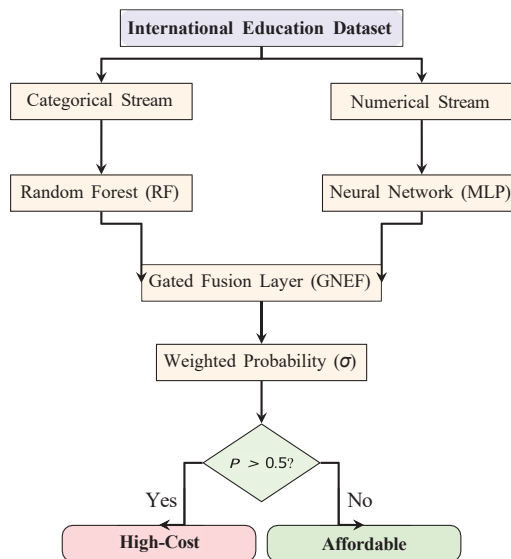 International Education Dataset
Categorical Stream
Numerical Stream
Random Forest (RF)
Neural Network (MLP)
Gated Fusion Layer (GNEF)
Weighted Probability (σ)
P > 0.5?
Yes
No
High-Cost
Affordable